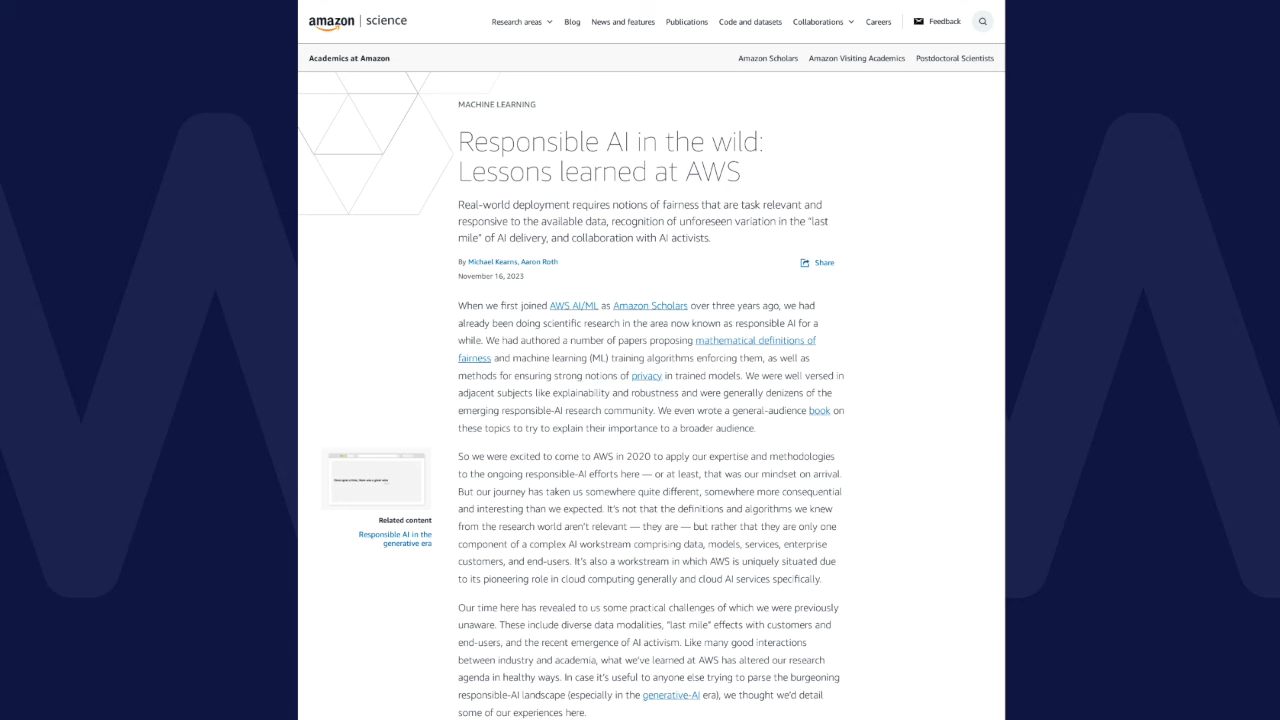 amazon | science
Research areas
Blog
News and features
Publications
Code and datasets
Collaborations
Careers
Feedback
Academics at Amazon
Amazon Scholars
Amazon Visiting Academics
Postdoctoral Scientists
MACHINE LEARNING
Responsible AI in the wild:
Lessons learned at AWS
Real-world deployment requires notions of fairness that are task relevant and
responsive to the available data, recognition of unforeseen variation in the “last
mile” of AI delivery, and collaboration with AI activists.
By Michael Kearns, Aaron Roth
Share
November 16, 2023
When we first joined AWS AI/ML as Amazon Scholars over three years ago, we had
already been doing scientific research in the area now known as responsible AI for a
while. We had authored a number of papers proposing mathematical definitions of
fairness and machine learning (ML) training algorithms enforcing them, as well as
methods for ensuring strong notions of privacy in trained models. We were well versed in
adjacent subjects like explainability and robustness and were generally denizens of the
emerging responsible-AI research community. We even wrote a general-audience book on
these topics to try to explain their importance to a broader audience.
So we were excited to come to AWS in 2020 to apply our expertise and methodologies
to the ongoing responsible-AI efforts here — or at least, that was our mindset on arrival.
But our journey has taken us somewhere quite different, somewhere more consequential
and interesting than we expected. It’s not that the definitions and algorithms we knew
from the research world aren’t relevant — they are — but rather that they are only one
component of a complex AI workstream comprising data, models, services, enterprise
customers, and end-users. It’s also a workstream in which AWS is uniquely situated due
to its pioneering role in cloud computing generally and cloud AI services specifically.
Related content
Responsible AI in the
generative era
Our time here has revealed to us some practical challenges of which we were previously
unaware. These include diverse data modalities, “last mile” effects with customers and
end-users, and the recent emergence of AI activism. Like many good interactions
between industry and academia, what we’ve learned at AWS has altered our research
agenda in healthy ways. In case it’s useful to anyone else trying to parse the burgeoning
responsible-AI landscape (especially in the generative-AI era), we thought we’d detail
some of our experiences here.